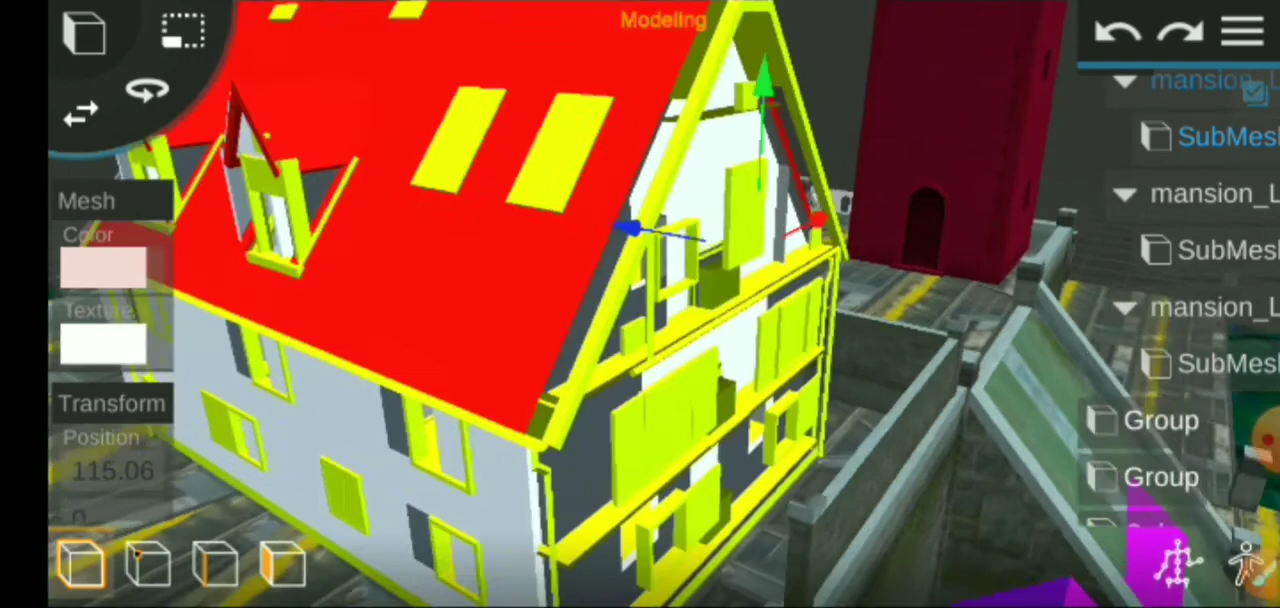 Modeling
Mesh
Color
Texture
Transform
Position
115.06
mansion_L
SubMesh
mansion_L
SubMesh
mansion_L
SubMesh
Group
Group